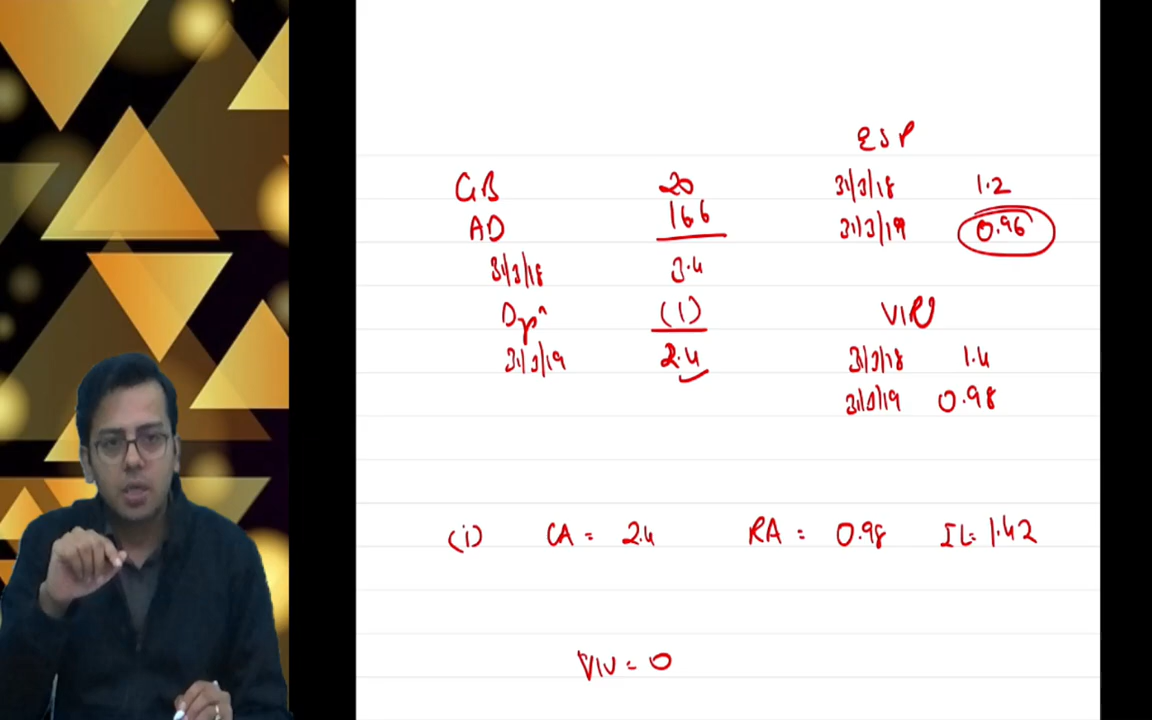 ESP
GB 20 31/3/18 1.2
AD 166 31/3/19 0.96
31/3/18 3.4
Dpn (1) VIU
31/3/19 2.4 31/3/18 1.4
31/3/19 0.98
(i) CA = 2.4 RA = 0.98 IL = 1.42
VIU = 0